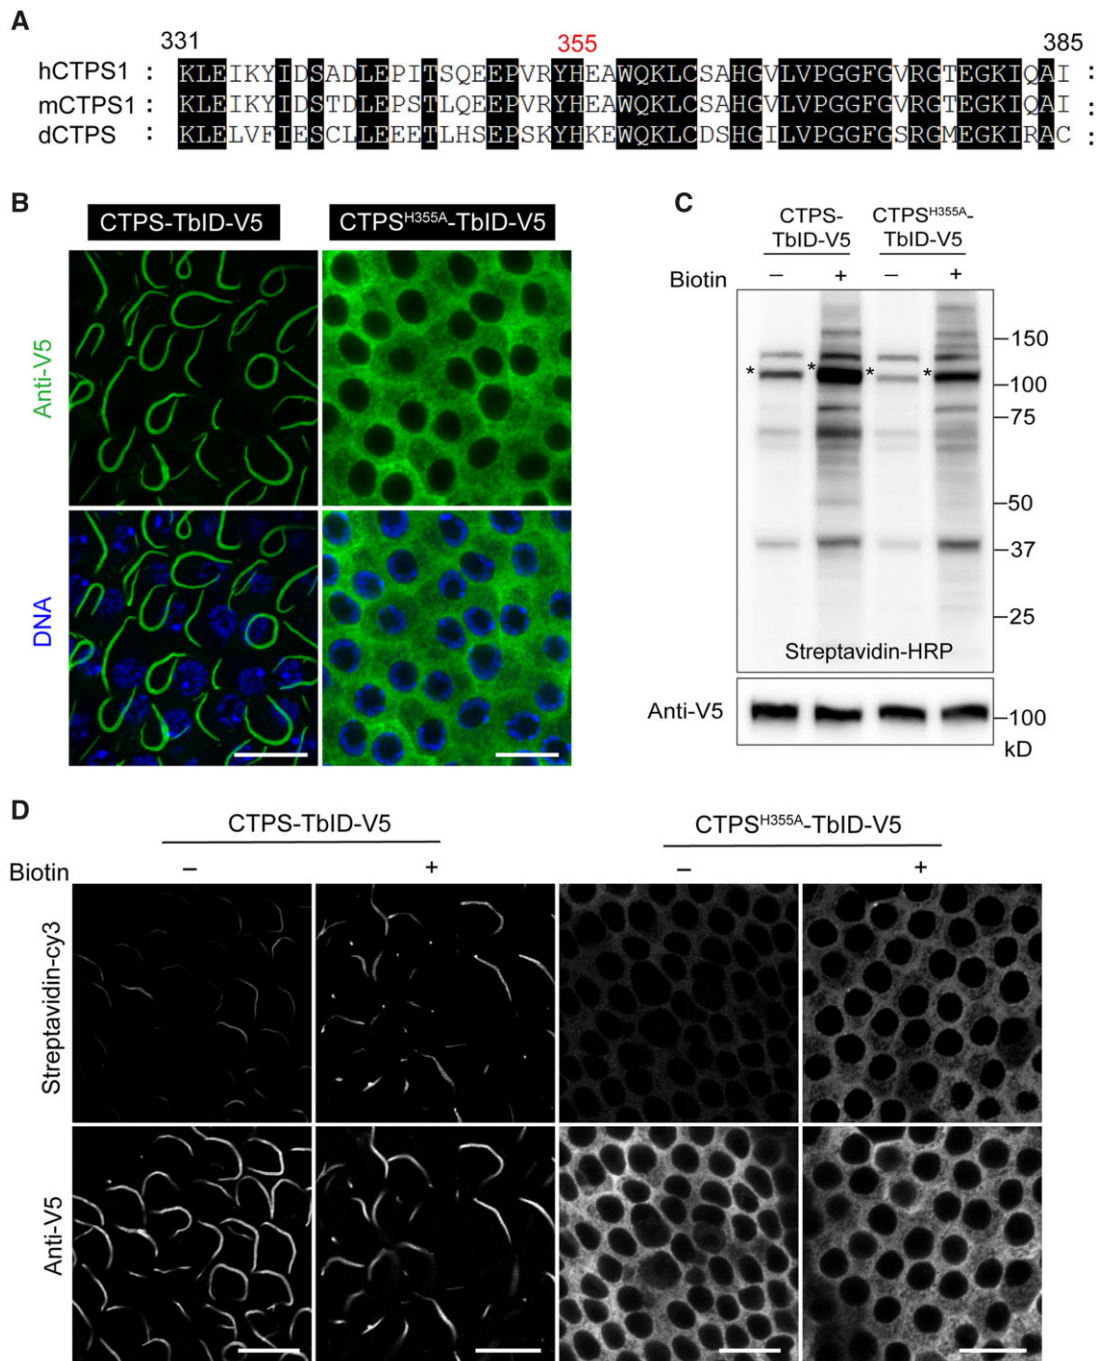 A
331 355 385
hCTPS1 : KLEIKYIDSADLEPITSQEEPVRYHEAWQKLCSAHGVLVPGGFGVRGTEGKIQAI :
mCTPS1 : KLEIKYIDSTDLEPSTLQEEPVRYHEAWQKLCSAHGVLVPGGFGVRGTEGKIQAI :
dCTPS : KLELVFIESCLLEEETLHSEPSKYHKEWQKLCDSHGILVPGGFGSRGMEGKIRAC :
B
CTPS-TbID-V5 CTPSH355A-TbID-V5
Anti-V5
DNA
C
CTPS-
TbID-V5
CTPSH355A-
TbID-V5
Biotin − + − +
* * * *
150
100
75
50
37
25
Streptavidin-HRP
Anti-V5
100
kD
D
CTPS-TbID-V5 CTPSH355A-TbID-V5
Biotin − + − +
Streptavidin-cy3
Anti-V5